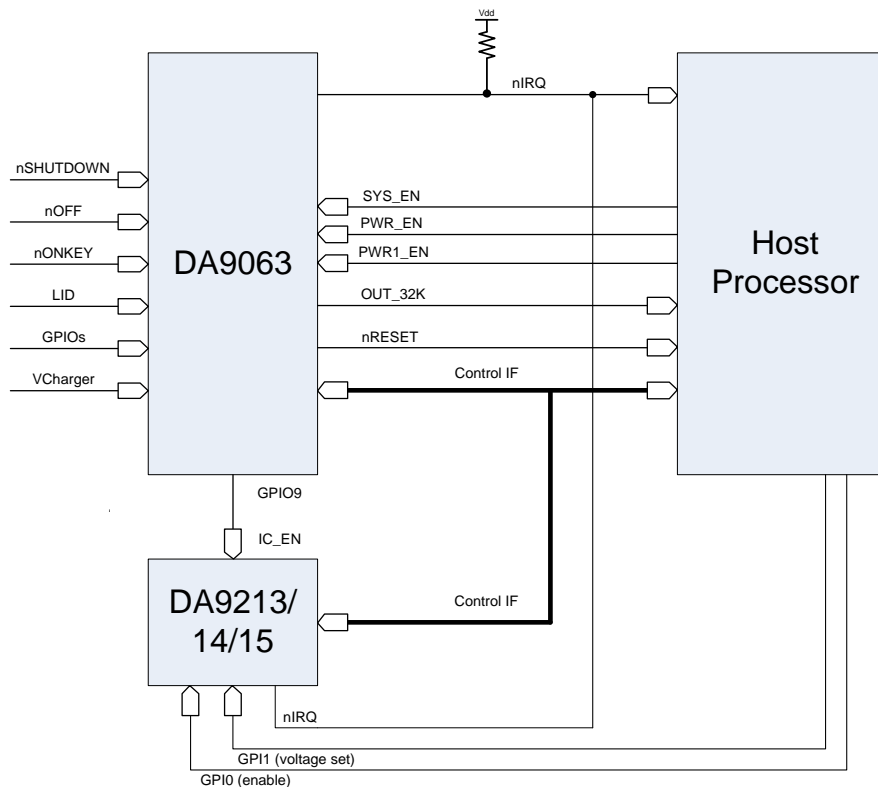 Vdd
nIRQ
nSHUTDOWN
nOFF
nONKEY
LID
GPIOs
VCharger
DA9063
SYS_EN
PWR_EN
PWR1_EN
OUT_32K
nRESET
Control IF
Host
Processor
GPIO9
IC_EN
DA9213/
14/15
Control IF
nIRQ
GPI1 (voltage set)
GPI0 (enable)